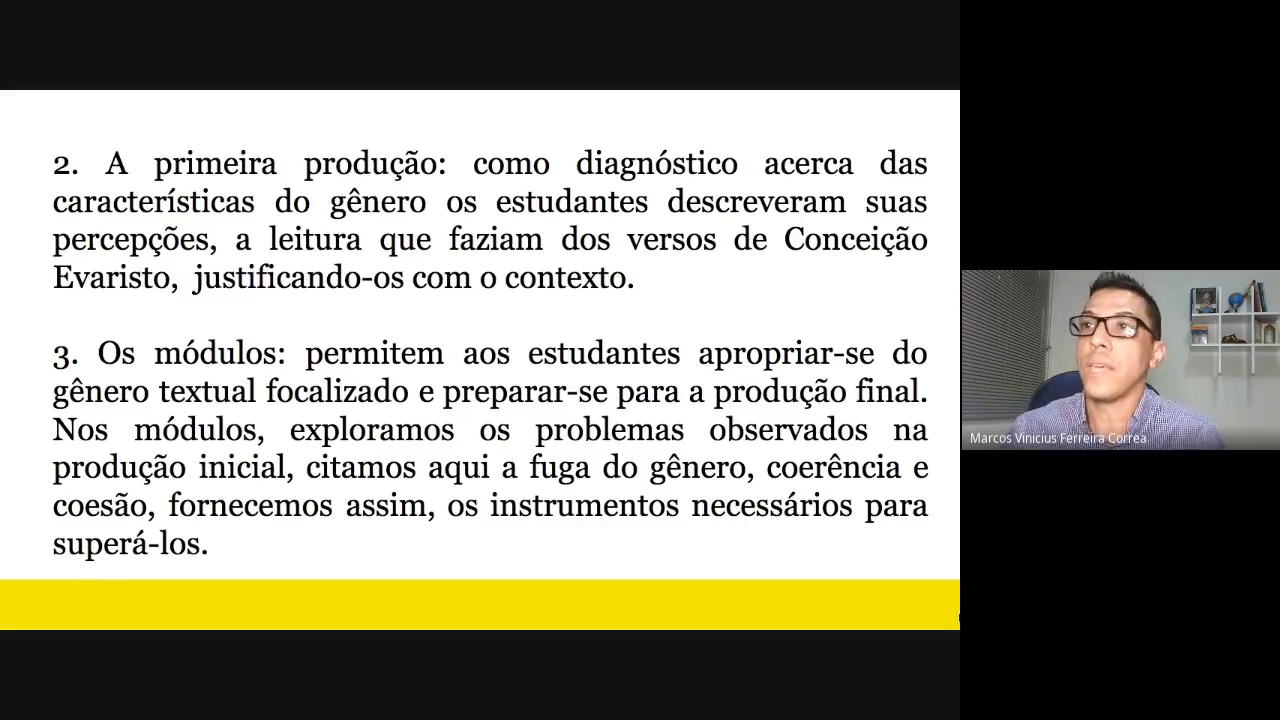 2. A primeira produção: como diagnóstico acerca das
características do gênero os estudantes descreveram suas
percepções, a leitura que faziam dos versos de Conceição
Evaristo, justificando-os com o contexto.
3. Os módulos: permitem aos estudantes apropriar-se do
gênero textual focalizado e preparar-se para a produção final.
Nos módulos, exploramos os problemas observados na
produção inicial, citamos aqui a fuga do gênero, coerência e
coesão, fornecemos assim, os instrumentos necessários para
superá-los.
Marcos Vinicius Ferreira Correa